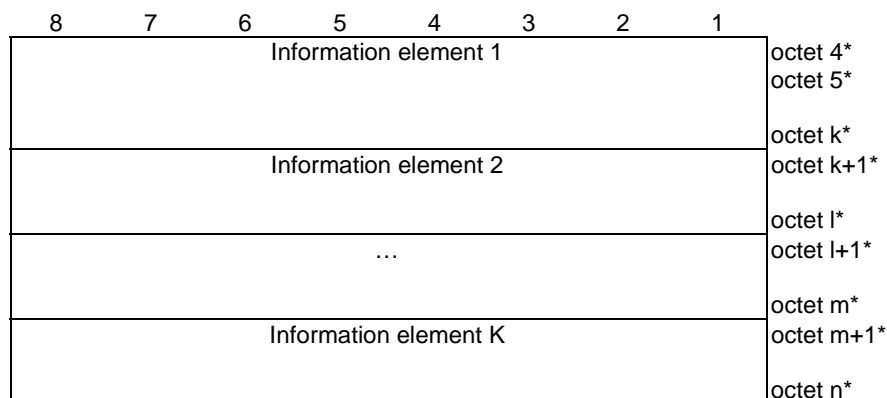 8 7 6 5 4 3 2 1
Information element 1 octet 4*
octet 5*
octet k*
Information element 2 octet k+1*
octet l*
… octet l+1*
octet m*
Information element K octet m+1*
octet n*